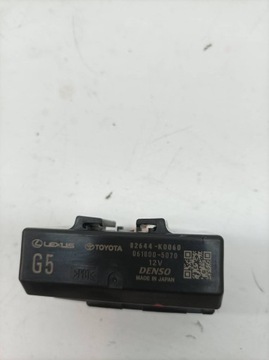 LEXUS TOYOTA 82644-K0060
G5 061000-5070
12V
DENSO
MADE IN JAPAN